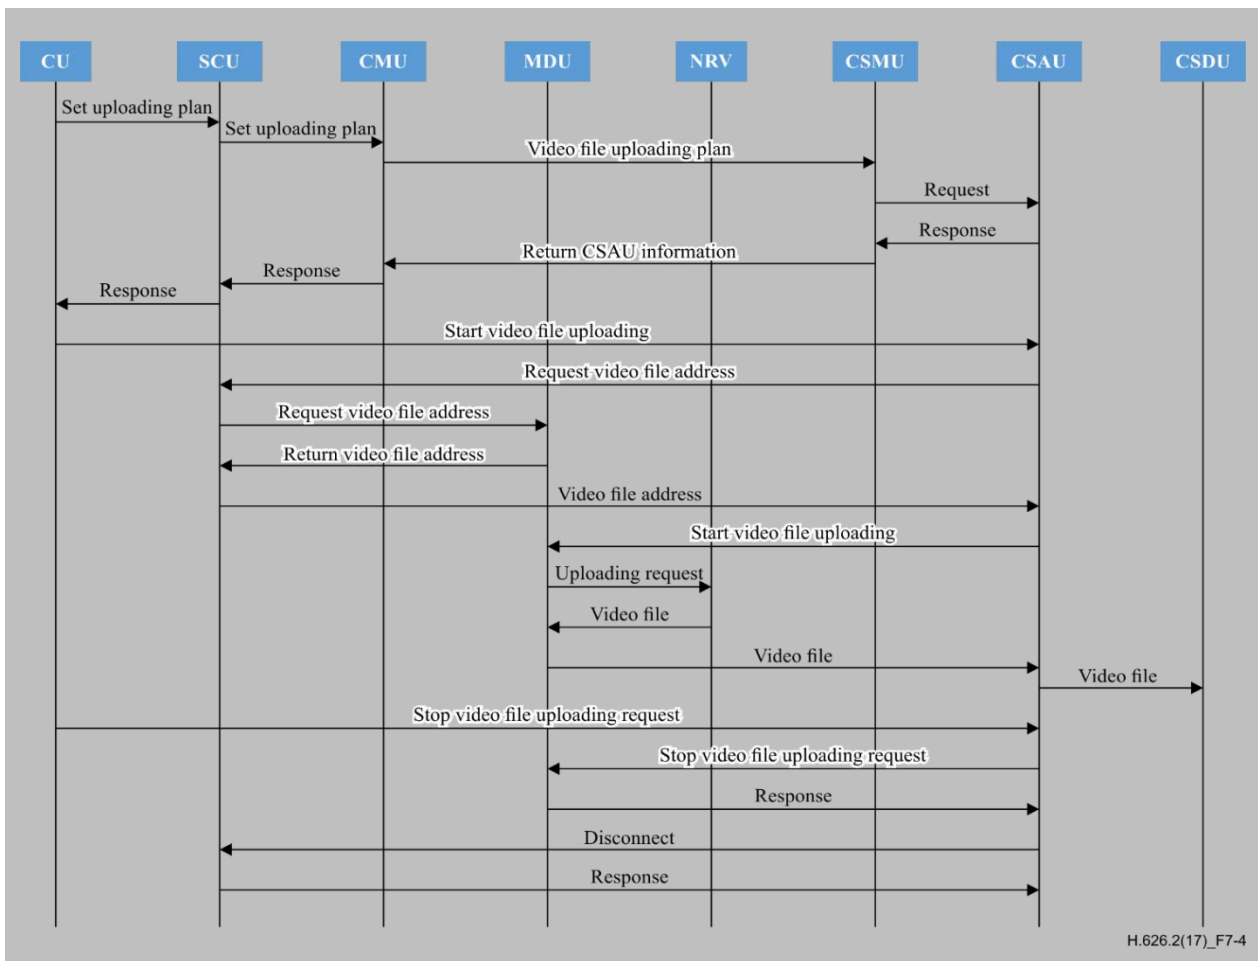 CU
SCU
CMU
MDU
NRV
CSMU
CSAU
CSDU
Set uploading plan
Set uploading plan
Video file uploading plan
Request
Response
Return CSAU information
Response
Response
Start video file uploading
Request video file address
Request video file address
Return video file address
Video file address
Start video file uploading
Uploading request
Video file
Video file
Video file
Stop video file uploading request
Stop video file uploading request
Response
Disconnect
Response
H.626.2(17)_F7-4